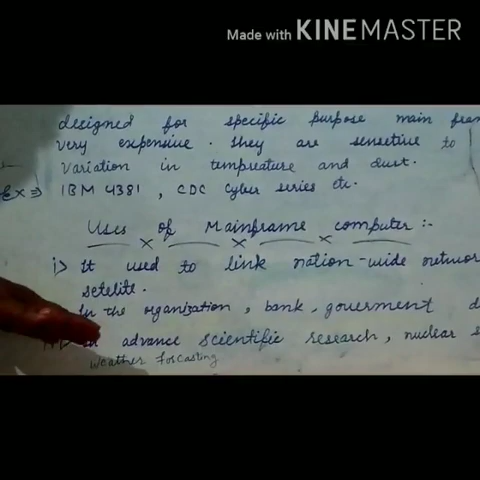 Made with KINEMASTER
designed for specific purpose main
very expensive. They are sensetive to
variation in tempreature and dust.
Ex ⇒ IBM 4381, CDC Cyber series etc.
Uses of Mainframe computer :-
i> It used to link nation-wide
setelite.
In the organization, bank, gouerment
advance scientific research, nuclear
weather forcasting